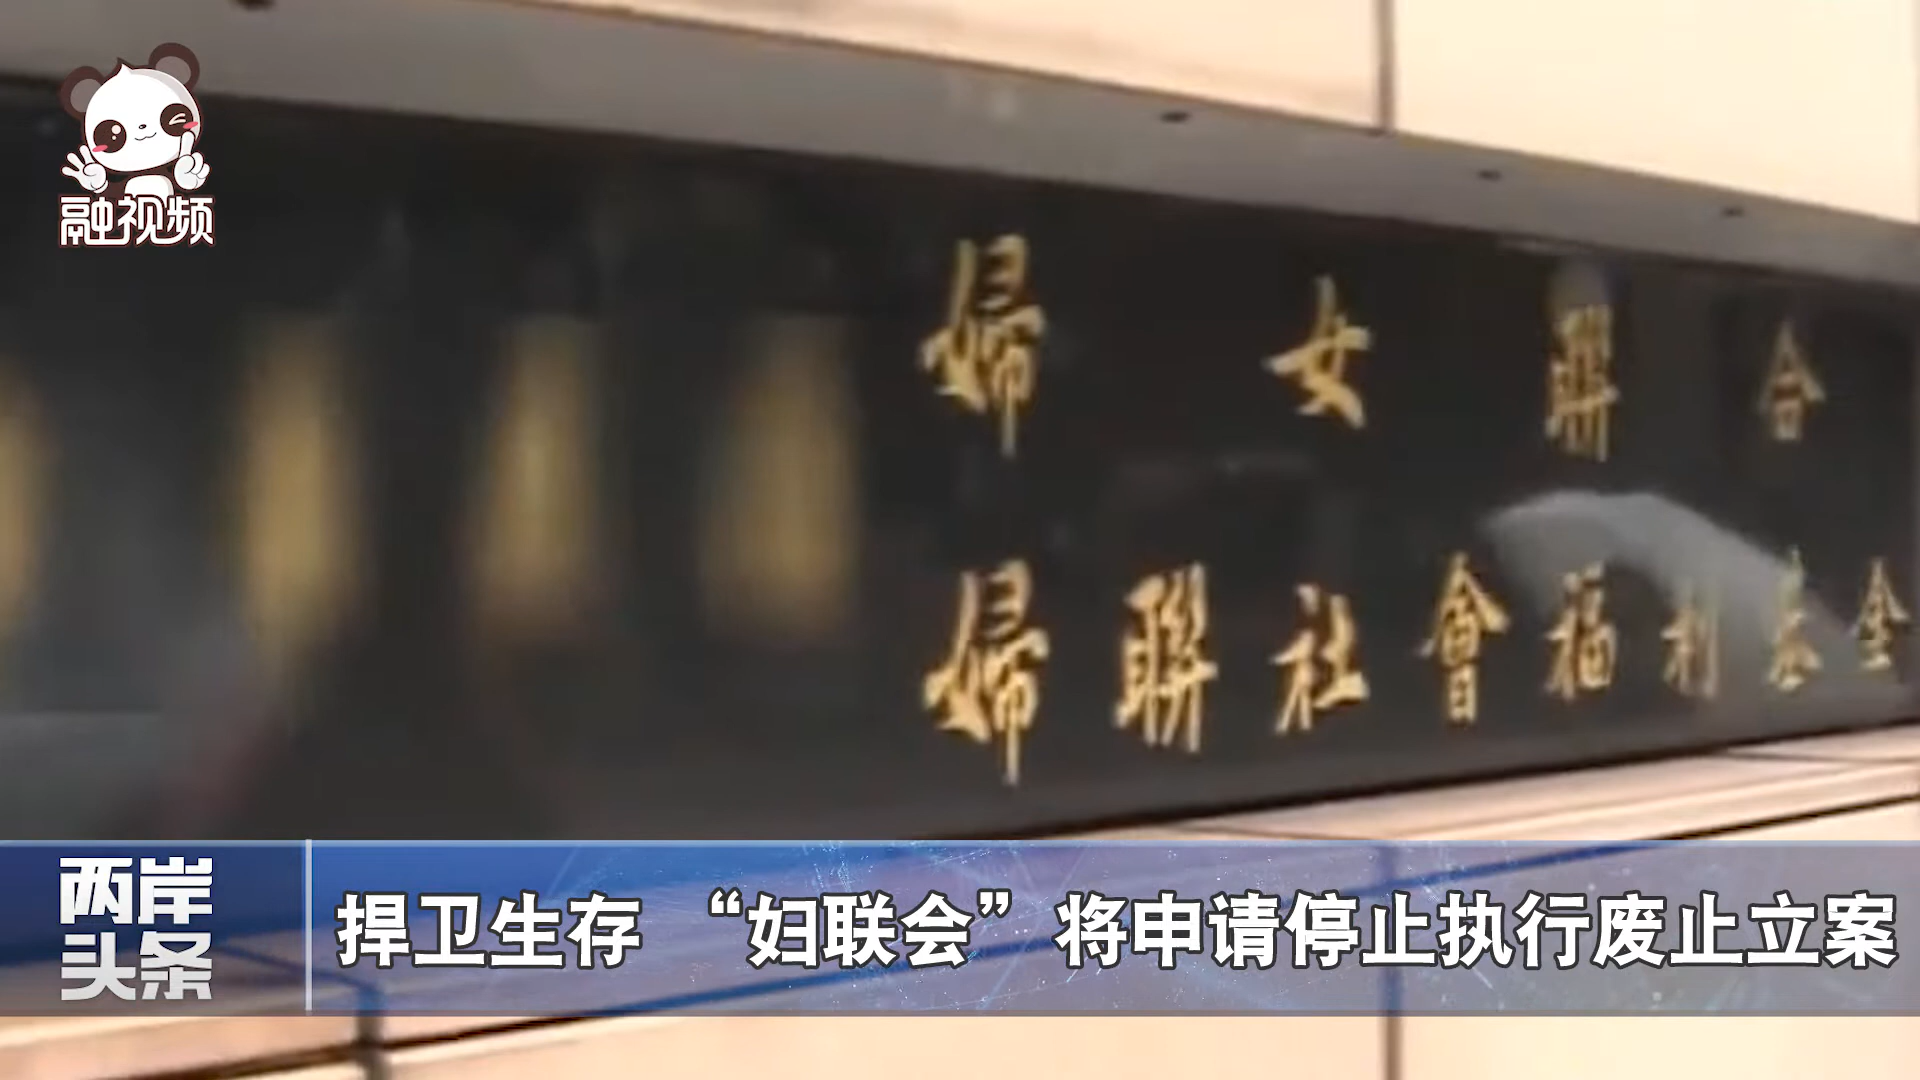 融视频
婦女聯合
婦聯社會福利基金
两岸
头条
捍卫生存 “妇联会”将申请停止执行废止立案